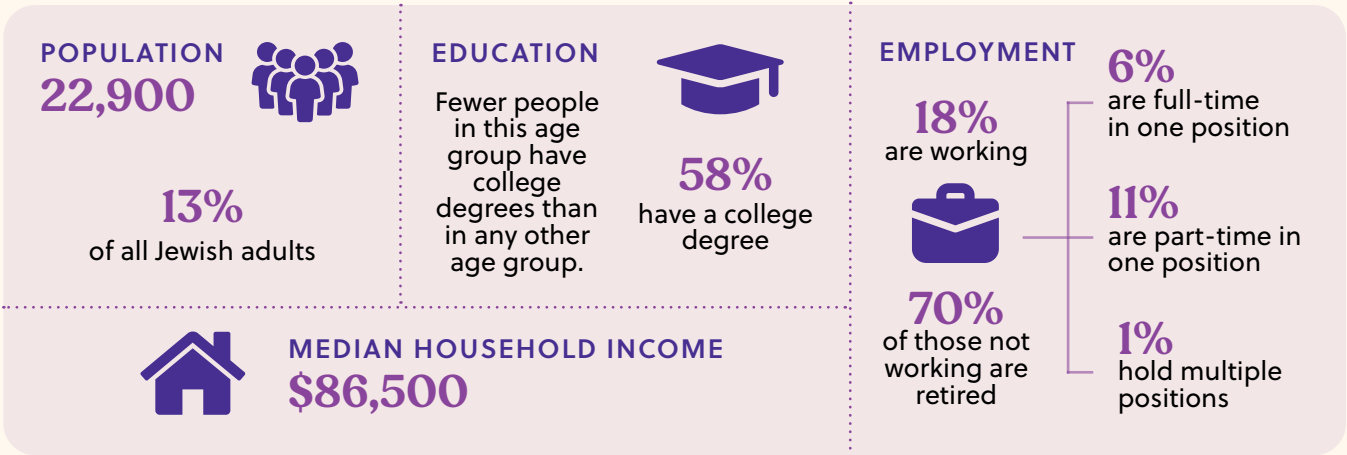 POPULATION
22,900
13%
of all Jewish adults
EDUCATION
Fewer people
in this age
group have
college
degrees than
in any other
age group.
58%
have a college
degree
MEDIAN HOUSEHOLD INCOME
$86,500
EMPLOYMENT
18%
are working
70%
of those not
working are
retired
6%
are full-time
in one position
11%
are part-time in
one position
1%
hold multiple
positions